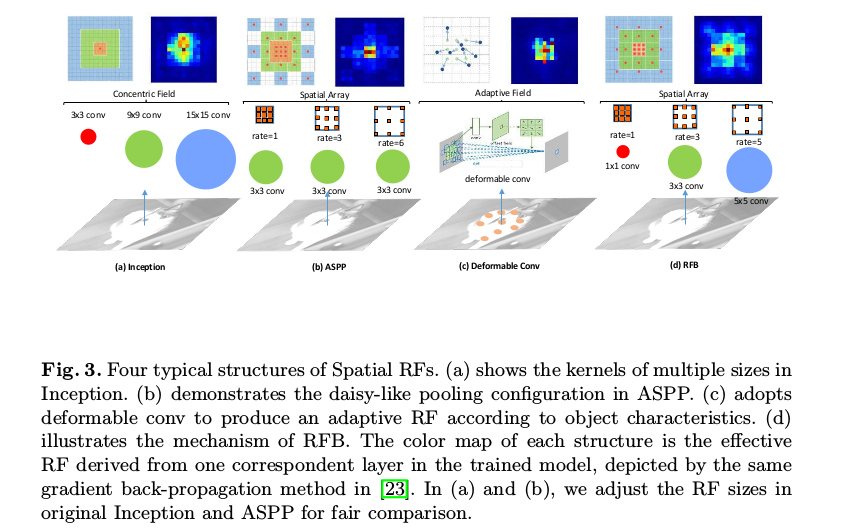 Concentric Field
Spatial Array
Adaptive Field
Spatial Array
3x3 conv
9x9 conv
15x15 conv
rate=1
rate=3
rate=6
3x3 conv
3x3 conv
3x3 conv
deformable conv
rate=1
rate=3
rate=5
1x1 conv
3x3 conv
5x5 conv
(a) Inception
(b) ASPP
(c) Deformable Conv
(d) RFB
Fig. 3. Four typical structures of Spatial RFs. (a) shows the kernels of multiple sizes in
Inception. (b) demonstrates the daisy-like pooling configuration in ASPP. (c) adopts
deformable conv to produce an adaptive RF according to object characteristics. (d)
illustrates the mechanism of RFB. The color map of each structure is the effective
RF derived from one correspondent layer in the trained model, depicted by the same
gradient back-propagation method in [23]. In (a) and (b), we adjust the RF sizes in
original Inception and ASPP for fair comparison.